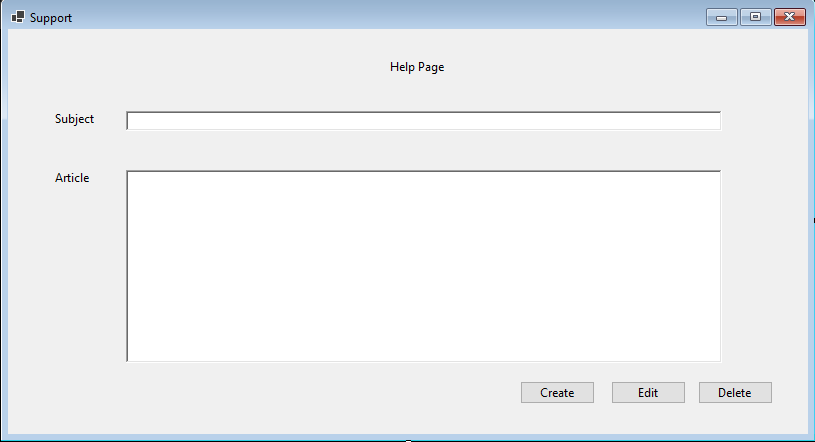 Support
Help Page
Subject
Article
Create Edit Delete